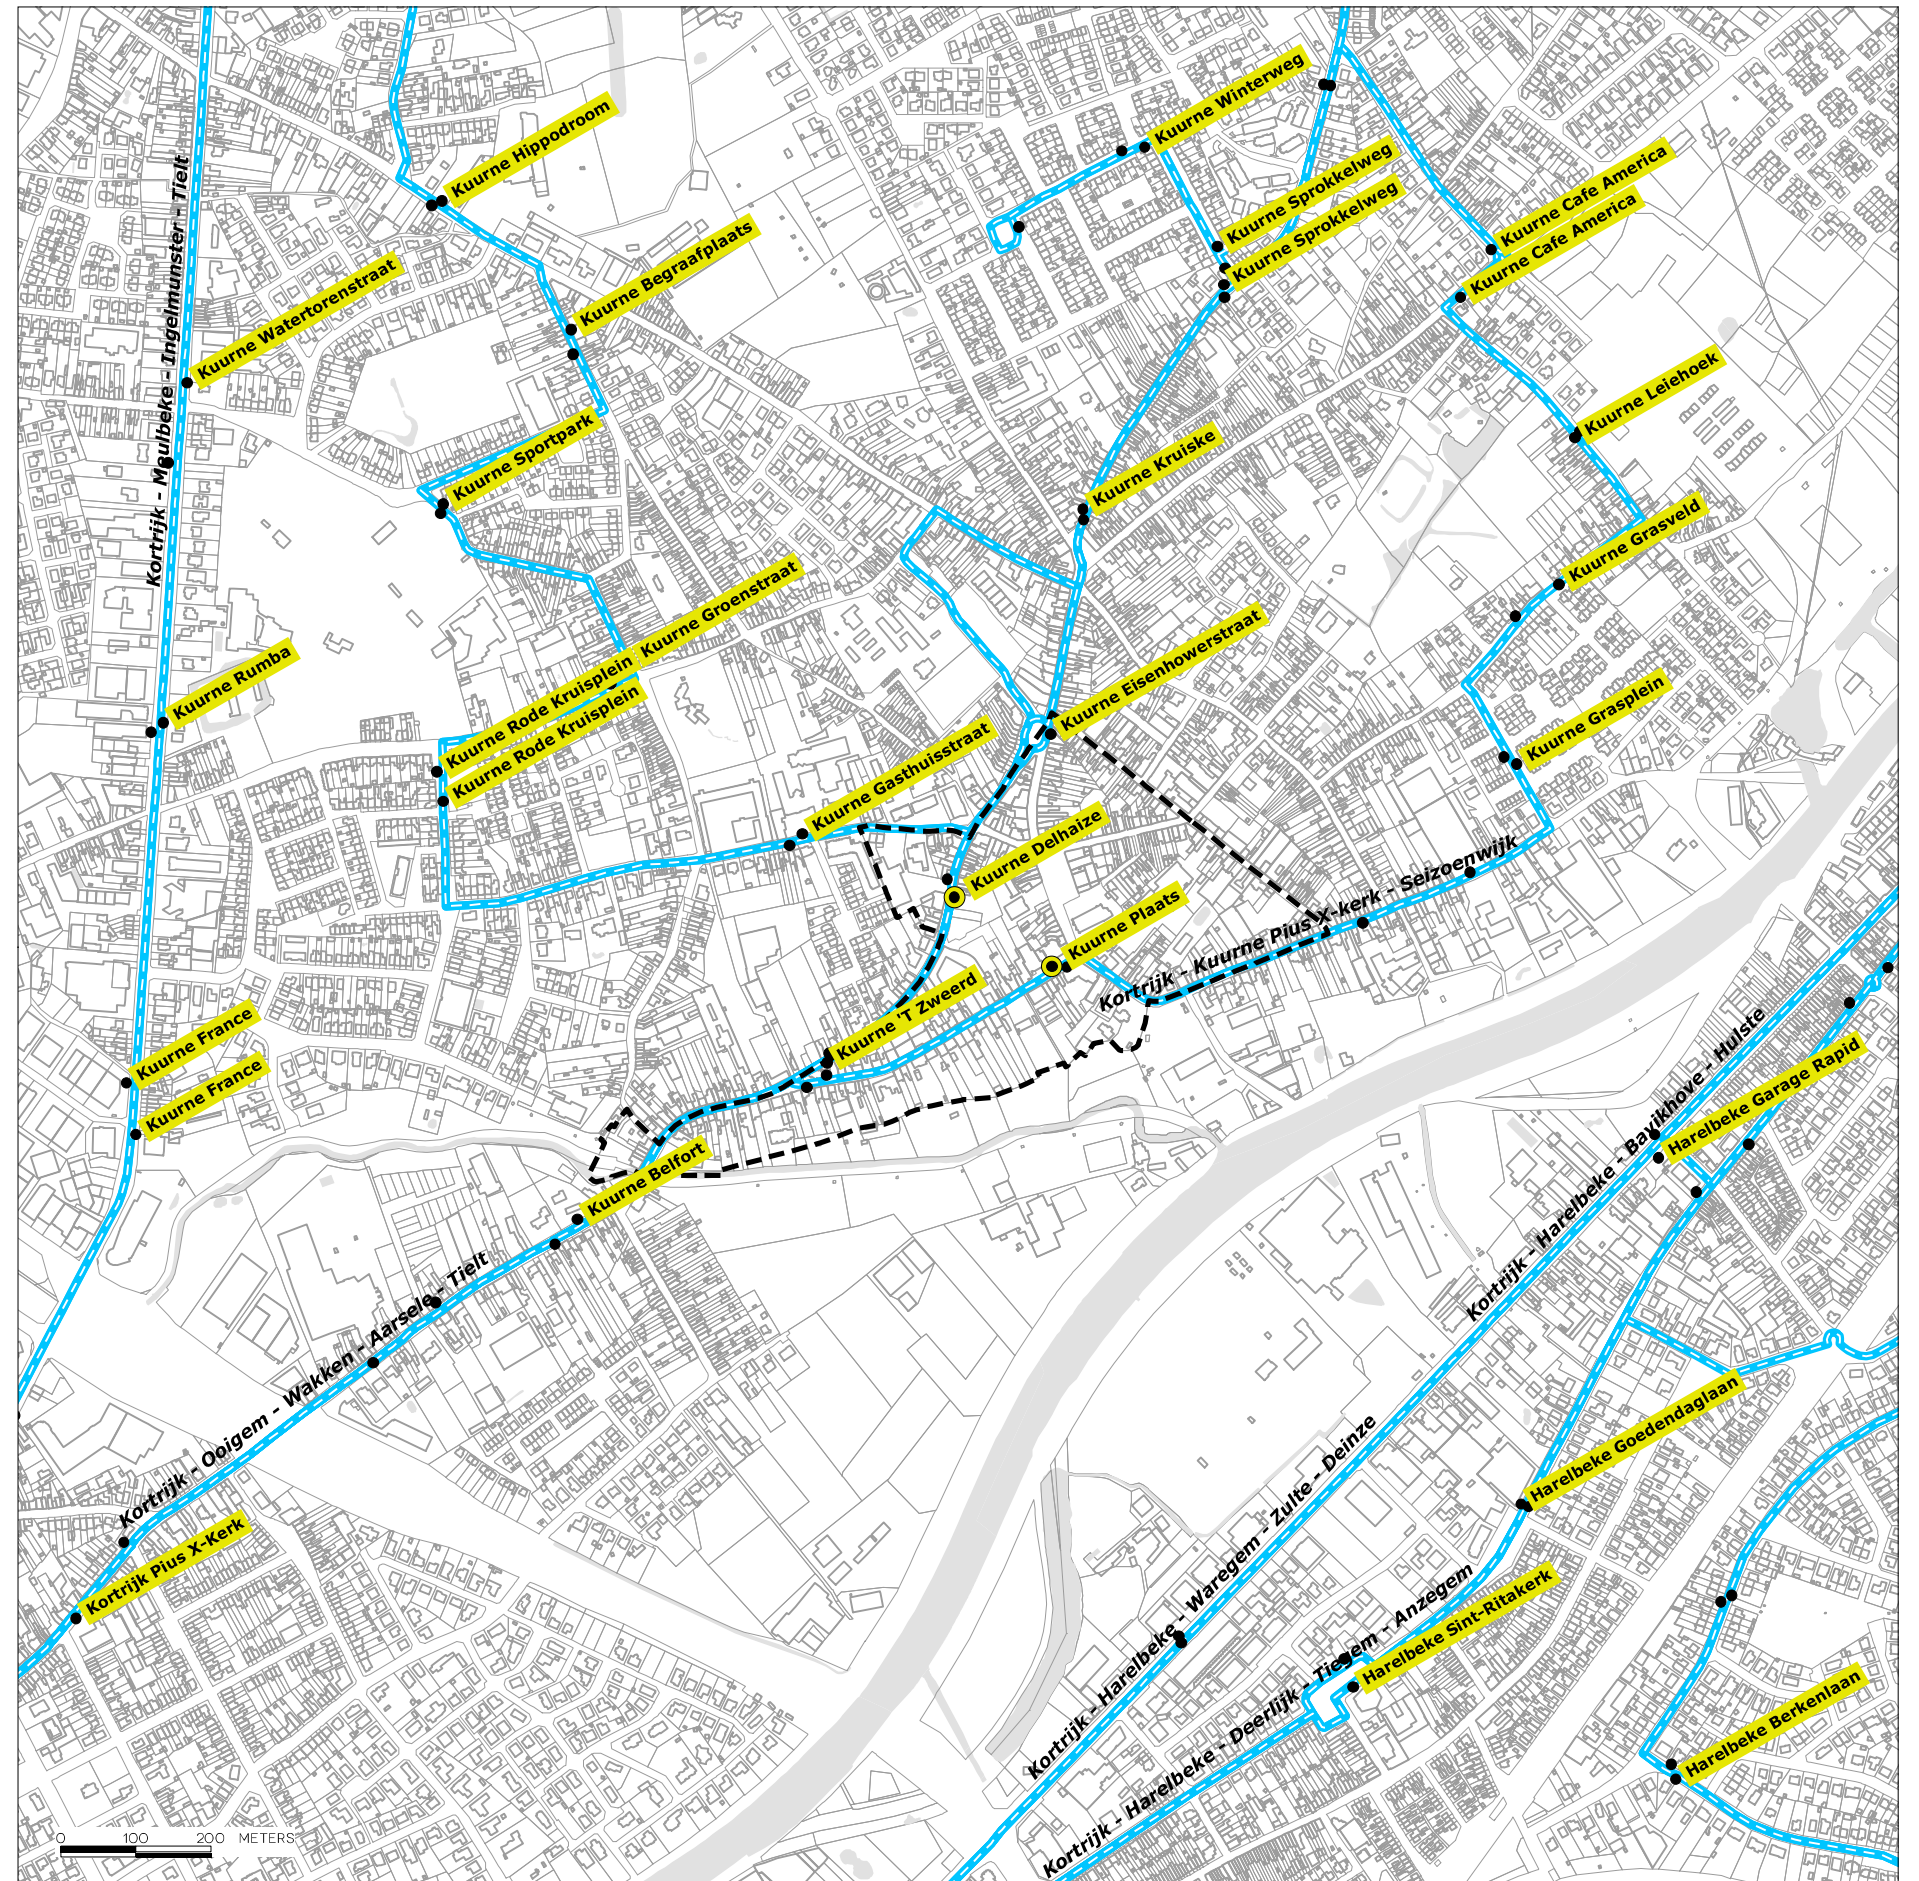 Kuurne Winterweg
Kuurne Hippodroom
Kuurne Sprokkelweg
Kuurne Sprokkelweg
Kuurne Cafe America
Kuurne Cafe America
Kortrijk - Meulbeke - Ingelmunster - Tielt
Kuurne Begraafplaats
Kuurne Watertorenstraat
Kuurne Leiehoek
Kuurne Sportpark
Kuurne Kruiske
Kuurne Grasveld
Kuurne Groenstraat
Kuurne Rode Kruisplein
Kuurne Rode Kruisplein
Kuurne Eisenhowerstraat
Kuurne Rumba
Kuurne Grasplein
Kuurne Gasthuisstraat
Kuurne Delhaize
Kortrijk - Kuurne Pius X-kerk - Seizoenwijk
Kuurne Plaats
Kuurne 'T Zweerd
Kuurne France
Kuurne France
Kortrijk - Harelbeke - Bavikhove - Hulste
Harelbeke Garage Rapid
Kuurne Belfort
Kortrijk - Ooigem - Wakken - Aarsele - Tielt
Harelbeke Goedendaglaan
Kortrijk - Harelbeke - Waregem - Zulte - Deinze
Kortrijk Pius X-Kerk
Kortrijk - Harelbeke - Deerlijk - Tiegem - Anzegem
Harelbeke Sint-Ritakerk
Harelbeke Berkenlaan
0 100 200 METERS